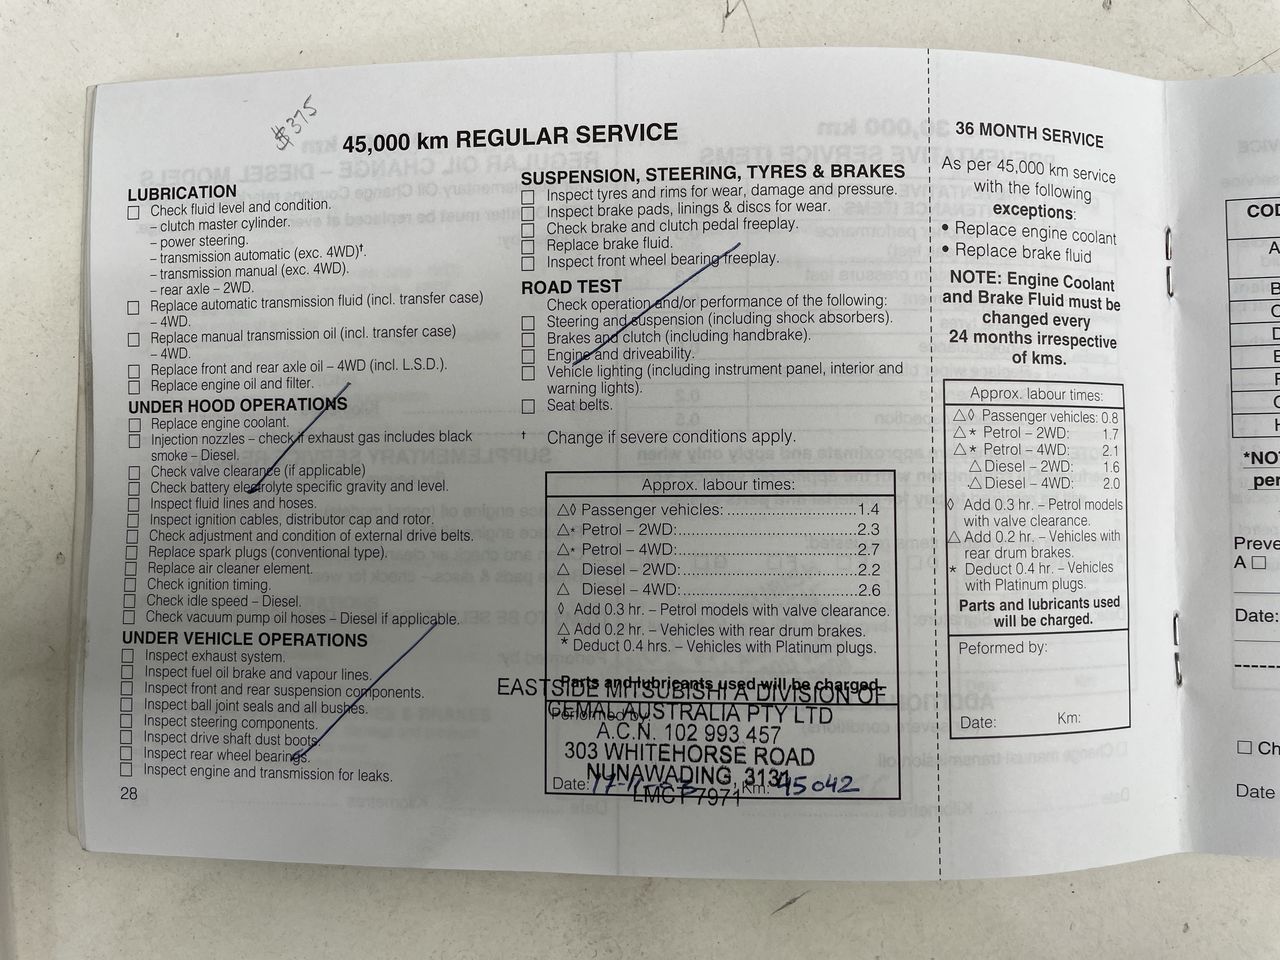 $375
45,000 km REGULAR SERVICE
LUBRICATION
Check fluid level and condition.
– clutch master cylinder.
– power steering.
– transmission automatic (exc. 4WD)†.
– transmission manual (exc. 4WD).
– rear axle – 2WD.
Replace automatic transmission fluid (incl. transfer case)
– 4WD.
Replace manual transmission oil (incl. transfer case)
– 4WD.
Replace front and rear axle oil – 4WD (incl. L.S.D.).
Replace engine oil and filter.
UNDER HOOD OPERATIONS
Replace engine coolant.
Injection nozzles – check if exhaust gas includes black
smoke – Diesel.
Check valve clearance (if applicable)
Check battery electrolyte specific gravity and level.
Inspect fluid lines and hoses.
Inspect ignition cables, distributor cap and rotor.
Check adjustment and condition of external drive belts.
Replace spark plugs (conventional type).
Replace air cleaner element.
Check ignition timing.
Check idle speed – Diesel.
Check vacuum pump oil hoses – Diesel if applicable.
UNDER VEHICLE OPERATIONS
Inspect exhaust system.
Inspect fuel oil brake and vapour lines.
Inspect front and rear suspension components.
Inspect ball joint seals and all bushes.
Inspect steering components.
Inspect drive shaft dust boots.
Inspect rear wheel bearings.
Inspect engine and transmission for leaks.
28
SUSPENSION, STEERING, TYRES & BRAKES
Inspect tyres and rims for wear, damage and pressure.
Inspect brake pads, linings & discs for wear.
Check brake and clutch pedal freeplay.
Replace brake fluid.
Inspect front wheel bearing freeplay.
ROAD TEST
Check operation and/or performance of the following:
Steering and suspension (including shock absorbers).
Brakes and clutch (including handbrake).
Engine and driveability.
Vehicle lighting (including instrument panel, interior and
warning lights).
Seat belts.
† Change if severe conditions apply.
Approx. labour times:
△◊ Passenger vehicles: ..............................1.4
△* Petrol – 2WD:..........................................2.3
△* Petrol – 4WD:..........................................2.7
△ Diesel – 2WD:..........................................2.2
△ Diesel – 4WD:..........................................2.6
◊ Add 0.3 hr. – Petrol models with valve clearance.
△ Add 0.2 hr. – Vehicles with rear drum brakes.
* Deduct 0.4 hrs. – Vehicles with Platinum plugs.
Parts and lubricants used will be charged.
EASTSIDE MITSUBISHI A DIVISION OF
Performed by:
GEMAL AUSTRALIA PTY LTD
A.C.N. 102 993 457
303 WHITEHORSE ROAD
NUNAWADING, 3131
Date: 17-11-03 Km: 45042
LMCT 7971
36 MONTH SERVICE
As per 45,000 km service
with the following
exceptions:
• Replace engine coolant
• Replace brake fluid
NOTE: Engine Coolant
and Brake Fluid must be
changed every
24 months irrespective
of kms.
Approx. labour times:
△◊ Passenger vehicles: 0.8
△* Petrol – 2WD: 1.7
△* Petrol – 4WD: 2.1
△ Diesel – 2WD: 1.6
△ Diesel – 4WD: 2.0
◊ Add 0.3 hr. – Petrol models
with valve clearance.
△ Add 0.2 hr. – Vehicles with
rear drum brakes.
* Deduct 0.4 hr. – Vehicles
with Platinum plugs.
Parts and lubricants used
will be charged.
Peformed by:
Date: Km:
COD
A
B
C
D
*NO
per
Preve
A
Date:
Ch
Date